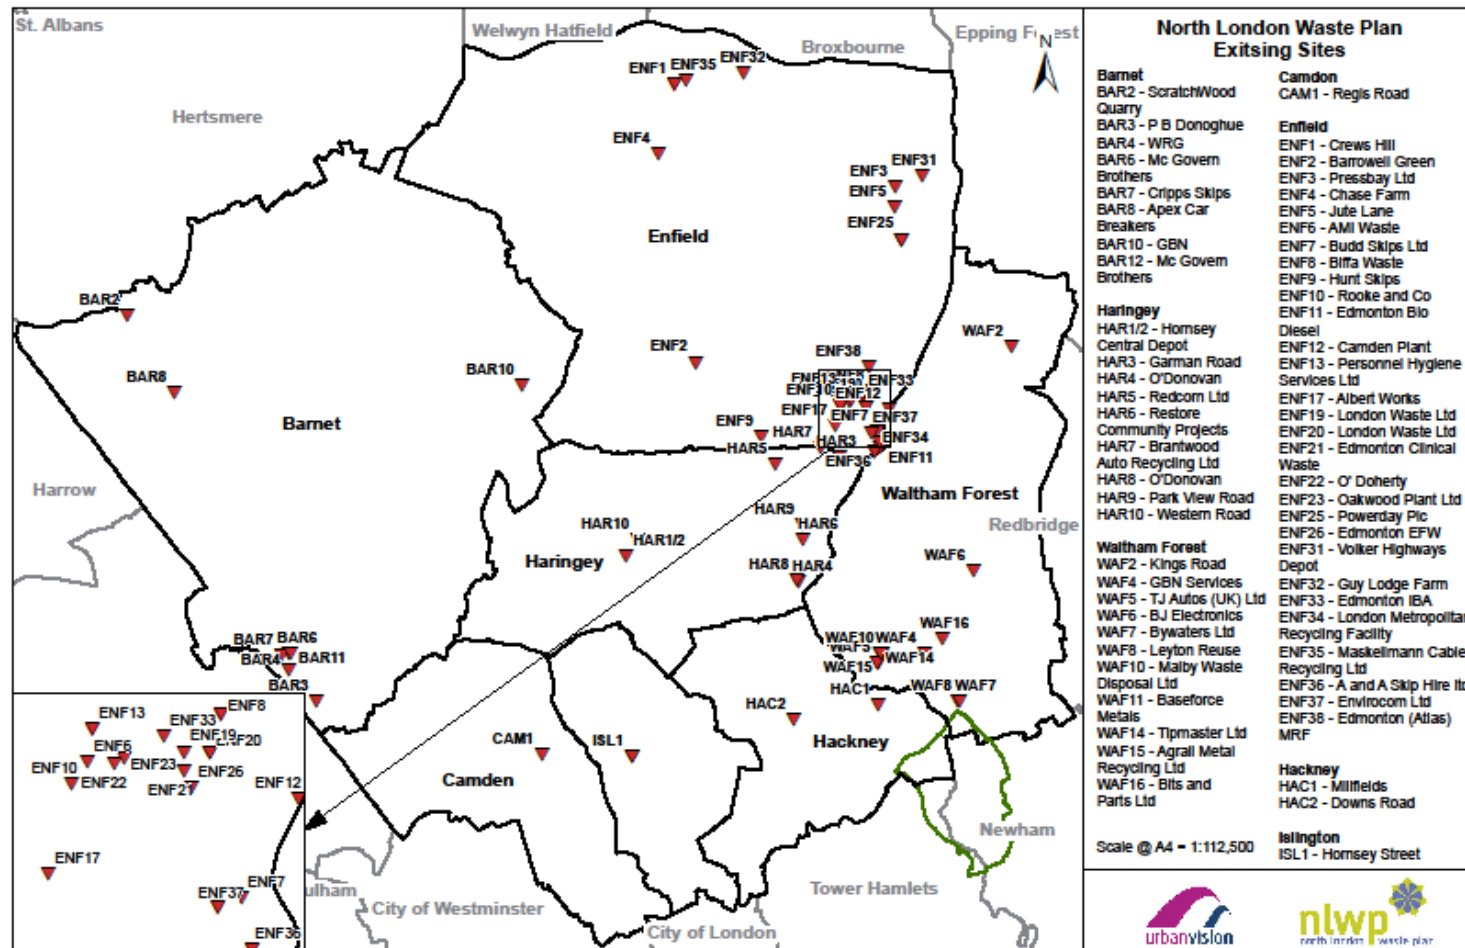 St. Albans
Welwyn Hatfield
Broxbourne
Epping F
est
N
Hertsmere
ENF1
ENF35
ENF32
ENF4
ENF31
ENF3
ENF5
ENF25
Enfield
BAR2
WAF2
ENF2
ENF38
BAR8
BAR10
ENF33
ENF12
ENF17
ENF7
ENF37
Barnet
ENF9
HAR7
HAR3
ENF34
HAR5
ENF36
ENF11
Harrow
Waltham Forest
HAR9
HAR10
HAR6
Redbridge
HAR1/2
Haringey
WAF6
HAR8
HAR4
BAR7
BAR6
WAF10
WAF4
WAF16
BAR4
BAR11
WAF14
WAF15
BAR3
HAC1
WAF8
WAF7
HAC2
CAM1
ISL1
Hackney
Camden
Newham
ulham
Tower Hamlets
City of Westminster
City of London
ENF8
ENF13
ENF33
ENF19
ENF20
ENF6
ENF10
ENF23
ENF22
ENF26
ENF21
ENF12
ENF17
ENF7
ENF37
ENF36
North London Waste Plan
Exitsing Sites
Barnet
BAR2 - ScratchWood
Quarry
BAR3 - P B Donoghue
BAR4 - WRG
BAR6 - Mc Govern
Brothers
BAR7 - Cripps Skips
BAR8 - Apex Car
Breakers
BAR10 - GBN
BAR12 - Mc Govern
Brothers
Haringey
HAR1/2 - Hornsey
Central Depot
HAR3 - Garman Road
HAR4 - O'Donovan
HAR5 - Redcorn Ltd
HAR6 - Restore
Community Projects
HAR7 - Brantwood
Auto Recycling Ltd
HAR8 - O'Donovan
HAR9 - Park View Road
HAR10 - Western Road
Waltham Forest
WAF2 - Kings Road
WAF4 - GBN Services
WAF5 - TJ Autos (UK) Ltd
WAF6 - BJ Electronics
WAF7 - Bywaters Ltd
WAF8 - Leyton Reuse
WAF10 - Malby Waste
Disposal Ltd
WAF11 - Baseforce
Metals
WAF14 - Tipmaster Ltd
WAF15 - Agrall Metal
Recycling Ltd
WAF16 - Bits and
Parts Ltd
Scale @ A4 = 1:112,500
Camdon
CAM1 - Regis Road
Enfield
ENF1 - Crews Hill
ENF2 - Barrowell Green
ENF3 - Pressbay Ltd
ENF4 - Chase Farm
ENF5 - Jute Lane
ENF6 - AMI Waste
ENF7 - Budd Skips Ltd
ENF8 - Biffa Waste
ENF9 - Hunt Skips
ENF10 - Rooke and Co
ENF11 - Edmonton Bio
Diesel
ENF12 - Camden Plant
ENF13 - Personnel Hygiene
Services Ltd
ENF17 - Albert Works
ENF19 - London Waste Ltd
ENF20 - London Waste Ltd
ENF21 - Edmonton Clinical
Waste
ENF22 - O' Doherty
ENF23 - Oakwood Plant Ltd
ENF25 - Powerday Plc
ENF26 - Edmonton EFW
ENF31 - Volker Highways
Depot
ENF32 - Guy Lodge Farm
ENF33 - Edmonton IBA
ENF34 - London Metropolitan
Recycling Facility
ENF35 - Maskellmann Cable
Recycling Ltd
ENF36 - A and A Skip Hire ltd
ENF37 - Envirocom Ltd
ENF38 - Edmonton (Atlas)
MRF
Hackney
HAC1 - Millfields
HAC2 - Downs Road
Islington
ISL1 - Hornsey Street
urbanvision
nlwp
north london waste plan